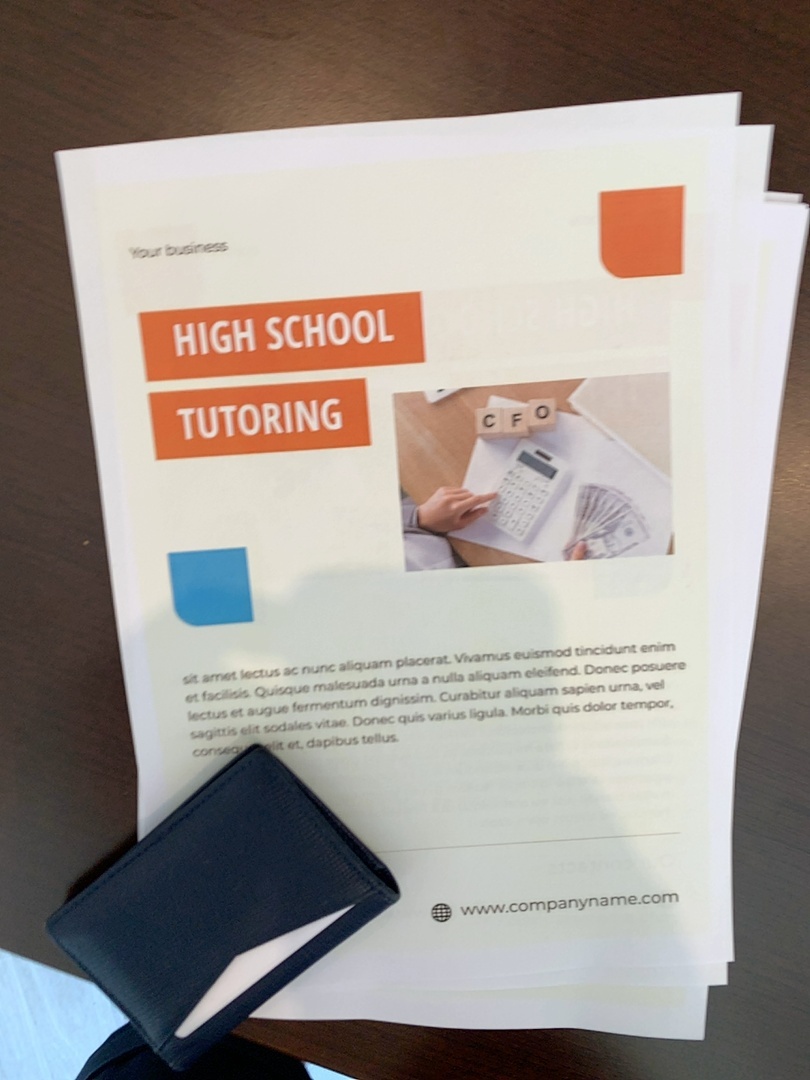 Your business
HIGH SCHOOL
TUTORING
C F O
sit amet lectus ac nunc aliquam placerat. Vivamus euismod tincidunt enim
et facilisis. Quisque malesuada urna a nulla aliquam eleifend. Donec posuere
lectus et augue fermentum dignissim. Curabitur aliquam sapien urna, vel
sagittis elit sodales vitae. Donec quis varius ligula. Morbi quis dolor tempor,
elit et, dapibus tellus.
www.companyname.com